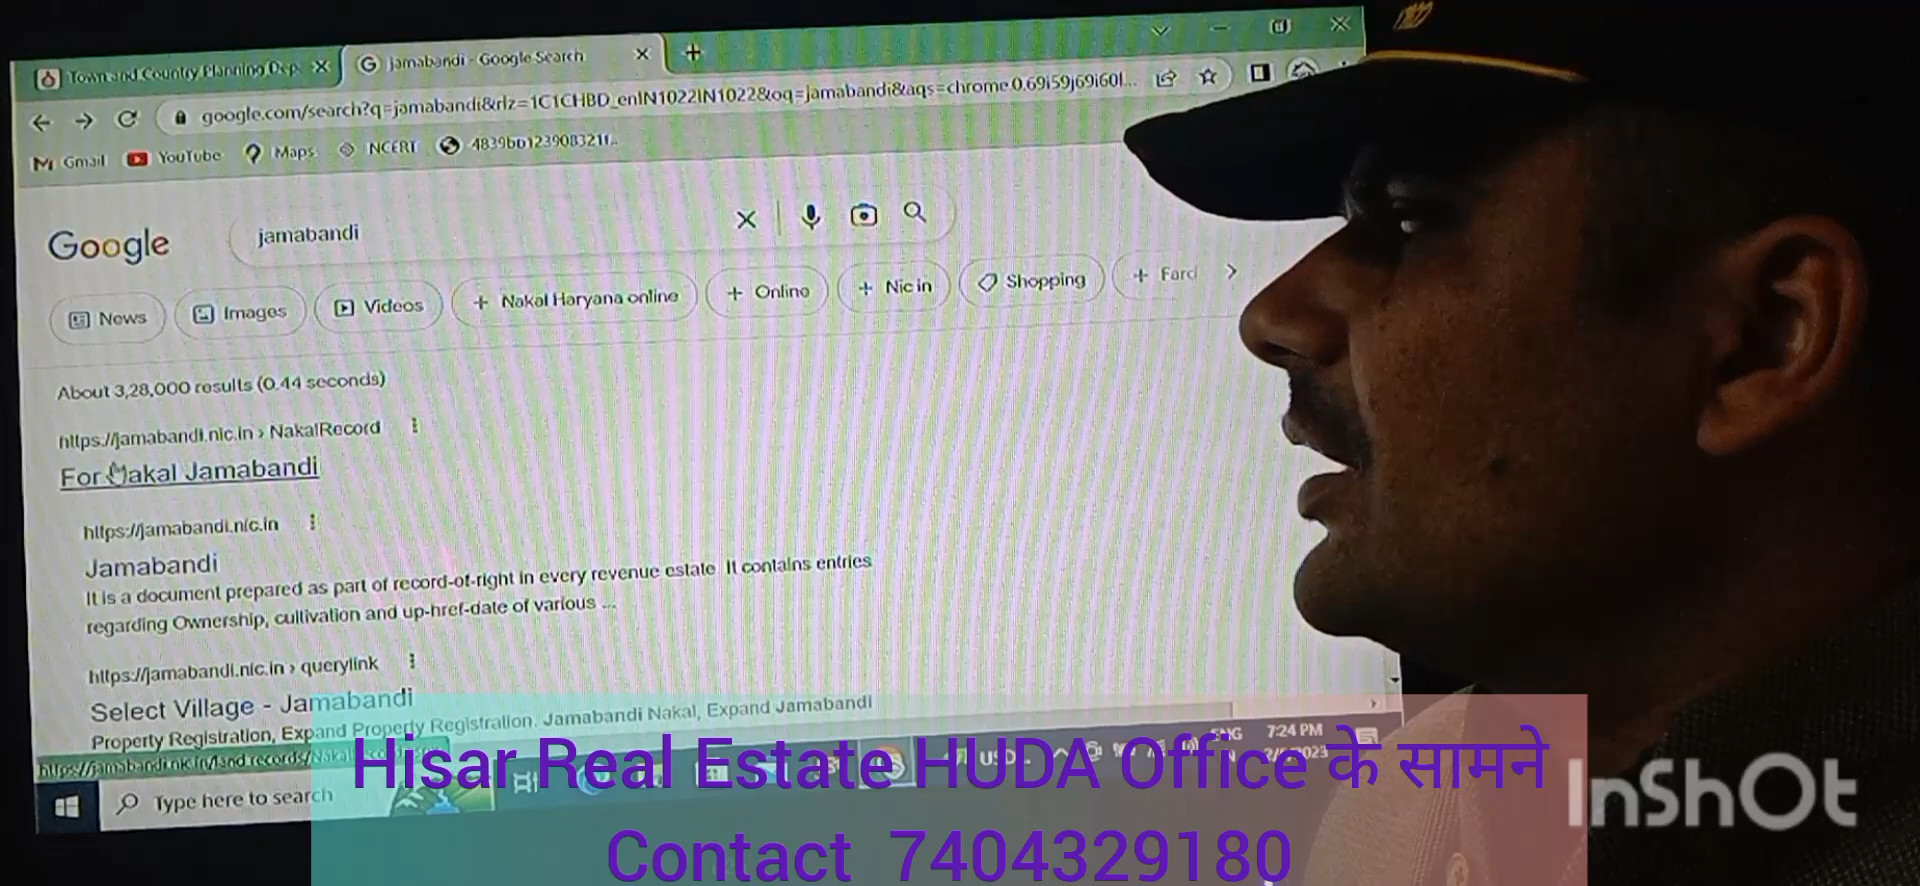 Town and Country Planning Dep
jamabandi - Google Search
google.com/search?q=jamabandi&rlz=1C1CHBD_enIN1022IN1022&oq=jamabandi&aqs=chrome.0.69i59j69i60l...
Gmail YouTube Maps NCERT 4839bb1239083211...
Google
jamabandi
News Images Videos + Nakal Haryana online + Online + Nic in Shopping + Fard
About 3,28,000 results (0.44 seconds)
https://jamabandi.nic.in › NakalRecord
For Nakal Jamabandi
https://jamabandi.nic.in
Jamabandi
It is a document prepared as part of record-of-right in every revenue estate It contains entries
regarding Ownership, cultivation and up-href-date of various ...
https://jamabandi.nic.in › querylink
Select Village - Jamabandi
Property Registration, Expand Property Registration. Jamabandi Nakal, Expand Jamabandi
7:24 PM
Type here to search
Hisar Real Estate HUDA Office के सामने
Contact 7404329180
InShOt